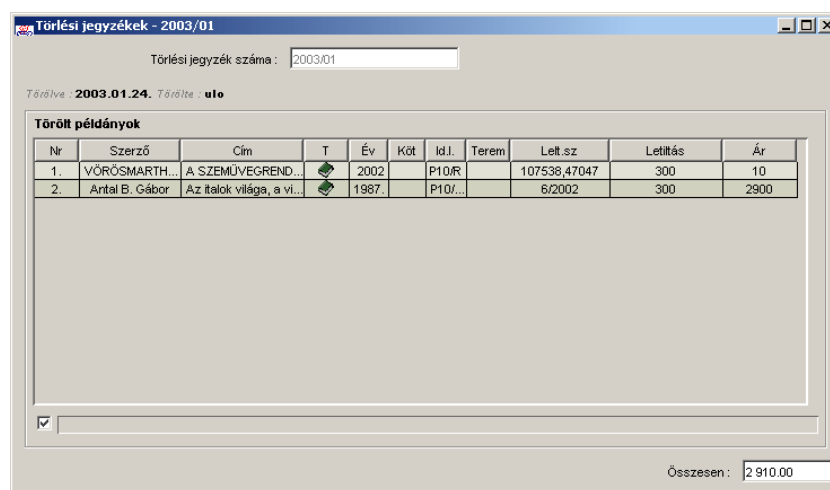 Törlési jegyzékek - 2003/01
Törlési jegyzék száma : 2003/01
Törölve : 2003.01.24. Törölte : ulo
Törölt példányok
Nr Szerző Cím T Év Köt Id.l. Terem Lelt.sz Letiltás Ár
1. VÖRÖSMARTH... A SZEMÜVEGREND... 2002 P10/R 107538,47047 300 10
2. Antal B. Gábor Az italok világa, a vi... 1987. P10/... 6/2002 300 2900
Összesen : 2 910.00